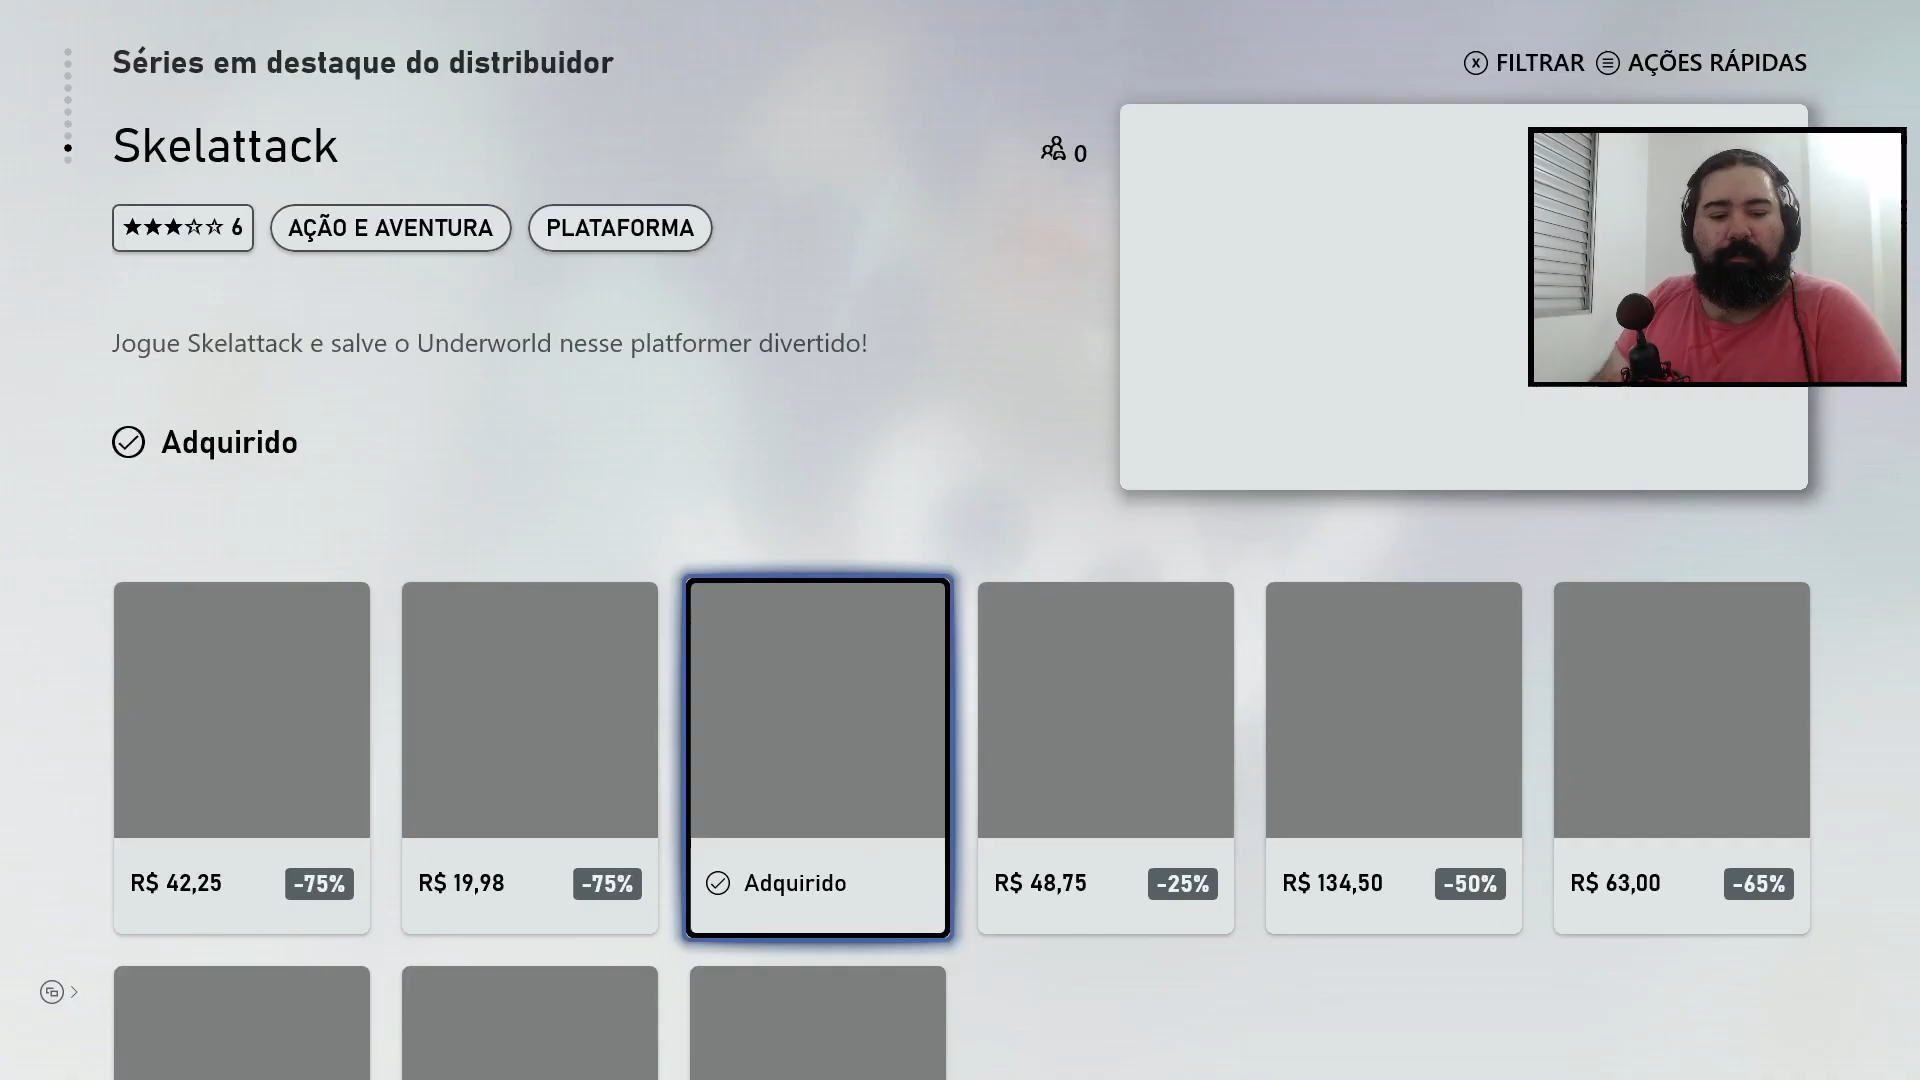 Séries em destaque do distribuidor
FILTRAR AÇÕES RÁPIDAS
Skelattack
0
6 AÇÃO E AVENTURA PLATAFORMA
Jogue Skelattack e salve o Underworld nesse platformer divertido!
Adquirido
R$ 42,25 -75%
R$ 19,98 -75%
Adquirido
R$ 48,75 -25%
R$ 134,50 -50%
R$ 63,00 -65%